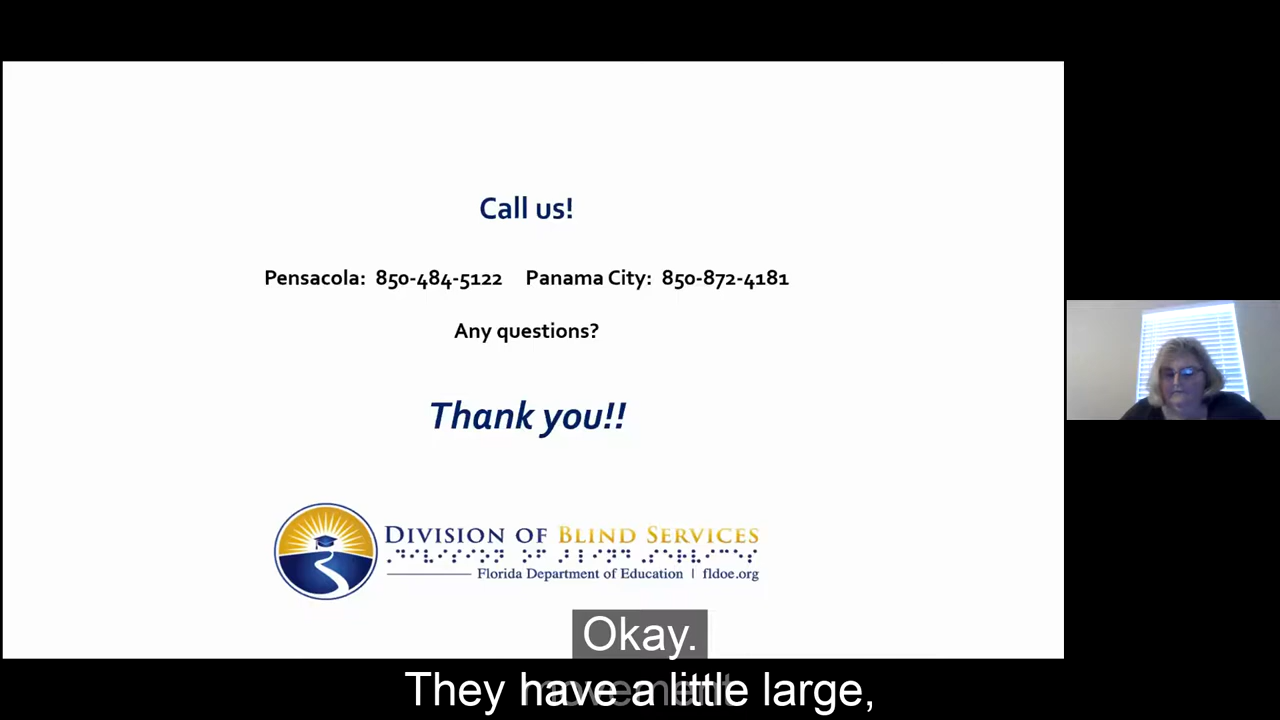 Call us!
Pensacola: 850-484-5122 Panama City: 850-872-4181
Any questions?
Thank you!!
DIVISION OF BLIND SERVICES
Florida Department of Education | fldoe.org
Okay.
They have a little large,